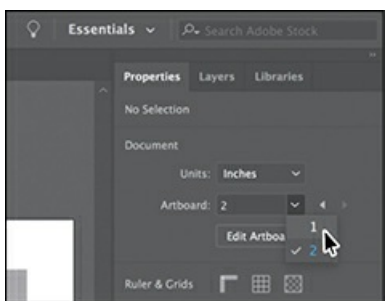 Essentials Search Adobe Stock
Properties Layers Libraries
No Selection
Document
Units: Inches
Artboard: 2
1
Edit Artboa
2
Ruler & Grids